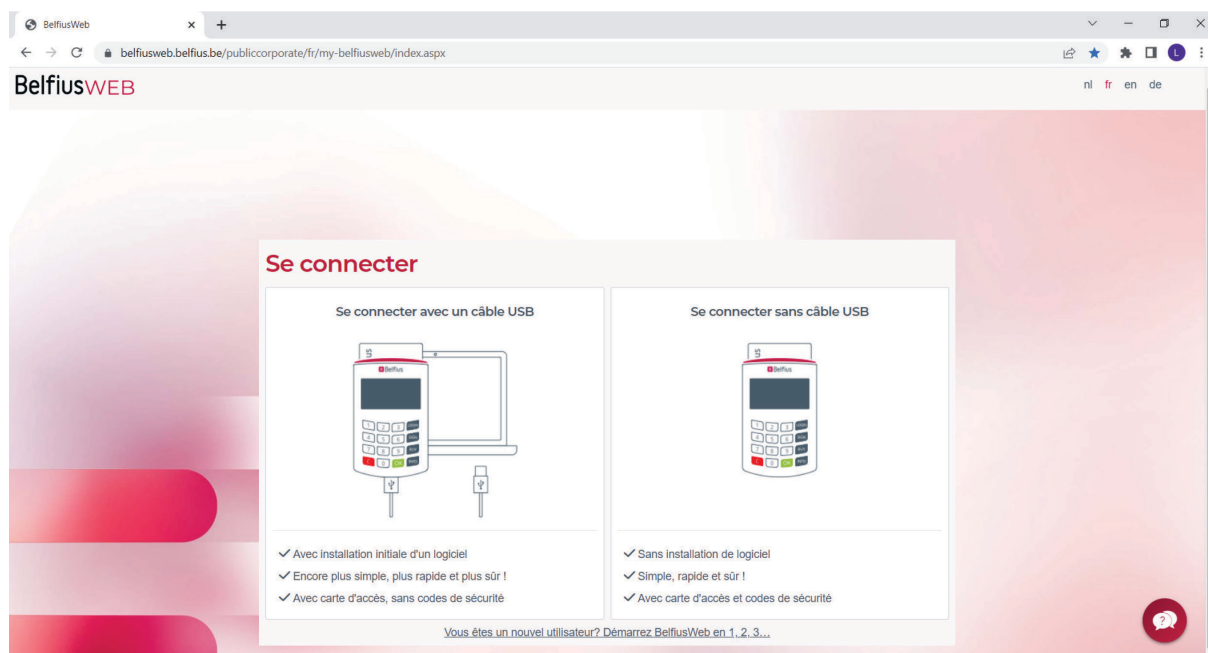 BelfiusWeb
belfiusweb.belfius.be/publiccorporate/fr/my-belfiusweb/index.aspx
L
BelfiusWEB
nl fr en de
Se connecter
Se connecter avec un câble USB
Belfius
Avec installation initiale d'un logiciel
Encore plus simple, plus rapide et plus sûr !
Avec carte d'accès, sans codes de sécurité
Se connecter sans câble USB
Belfius
Sans installation de logiciel
Simple, rapide et sûr !
Avec carte d'accès et codes de sécurité
Vous êtes un nouvel utilisateur? Démarrez BelfiusWeb en 1, 2, 3...